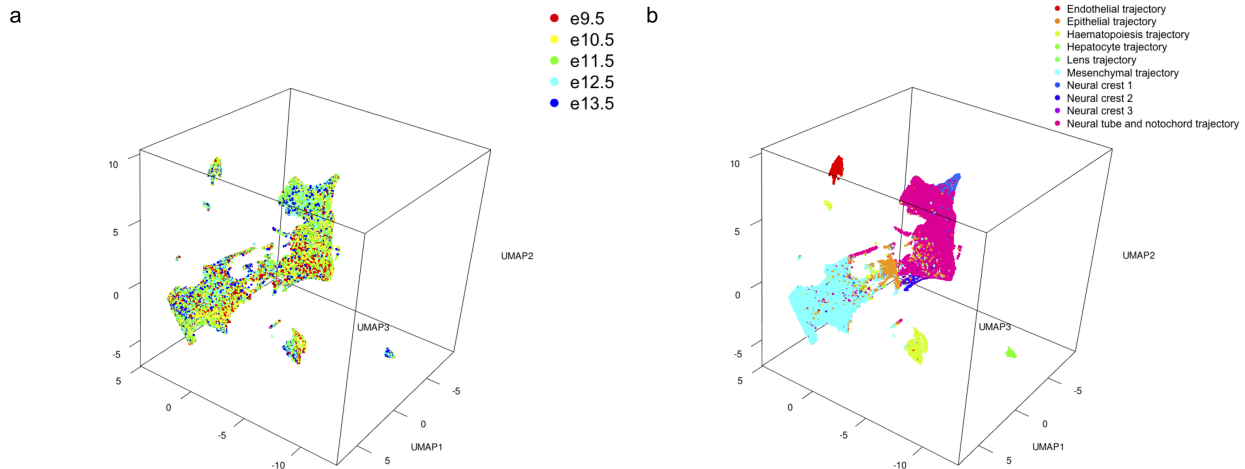 a
e9.5
e10.5
e11.5
e12.5
e13.5
10
5
0
-5
5
0
-5
-10
UMAP3
UMAP2
-5
0
5
UMAP1
b
Endothelial trajectory
Epithelial trajectory
Haematopoiesis trajectory
Hepatocyte trajectory
Lens trajectory
Mesenchymal trajectory
Neural crest 1
Neural crest 2
Neural crest 3
Neural tube and notochord trajectory
10
5
0
-5
5
0
-5
-10
UMAP3
UMAP2
-5
0
5
UMAP1